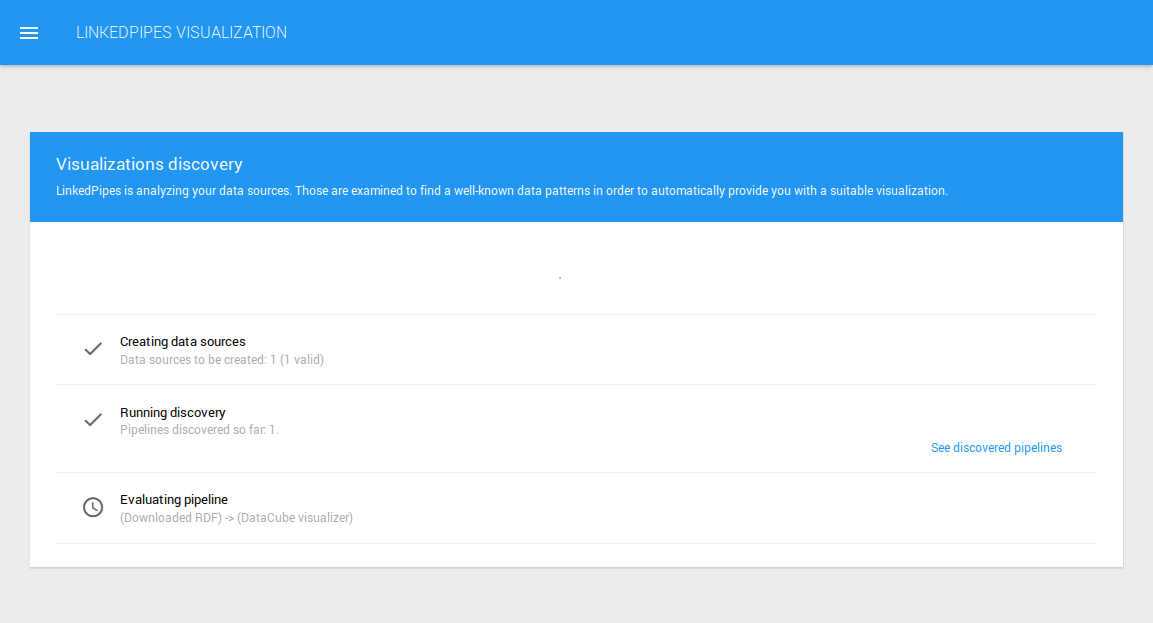 LINKEDPIPES VISUALIZATION
Visualizations discovery
LinkedPipes is analyzing your data sources. Those are examined to find a well-known data patterns in order to automatically provide you with a suitable visualization.
Creating data sources
Data sources to be created: 1 (1 valid)
Running discovery
Pipelines discovered so far: 1.
See discovered pipelines
Evaluating pipeline
(Downloaded RDF) -> (DataCube visualizer)